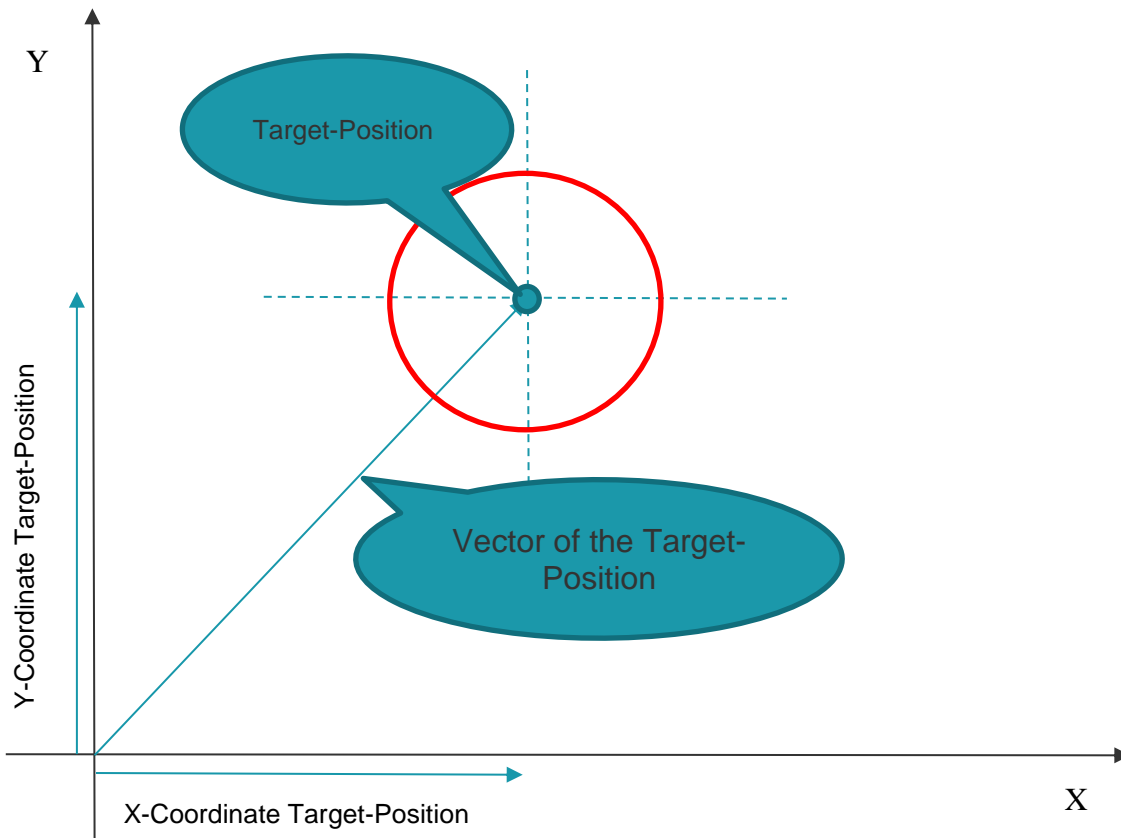 Y
Target-Position
Y-Coordinate Target-Position
Vector of the Target-
Position
X
X-Coordinate Target-Position